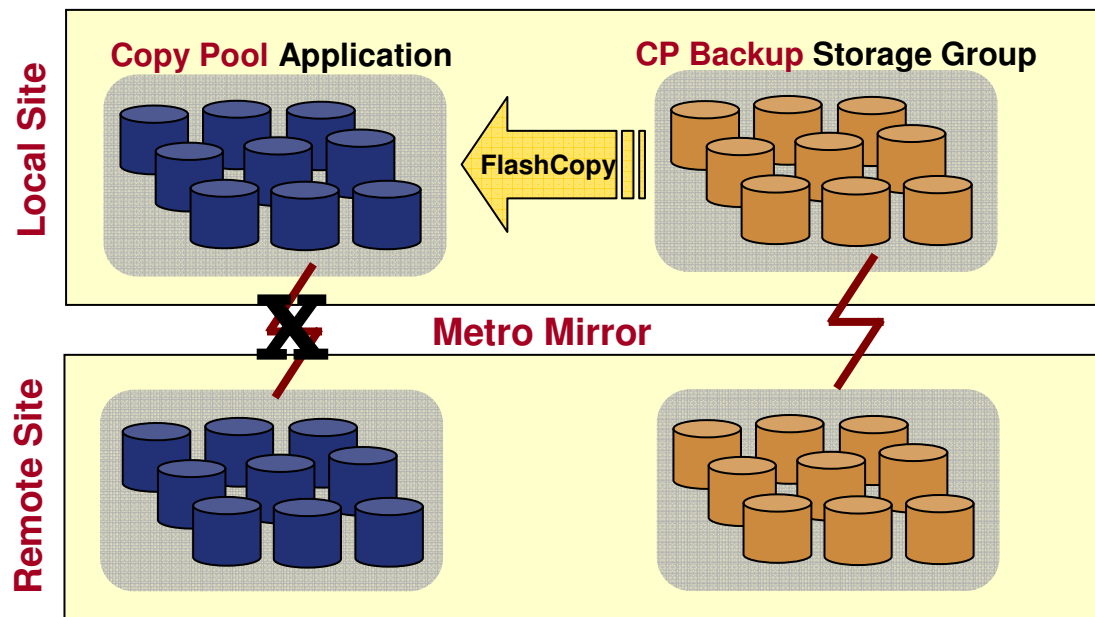 Local Site
Copy Pool Application
CP Backup Storage Group
FlashCopy
X
Metro Mirror
Remote Site